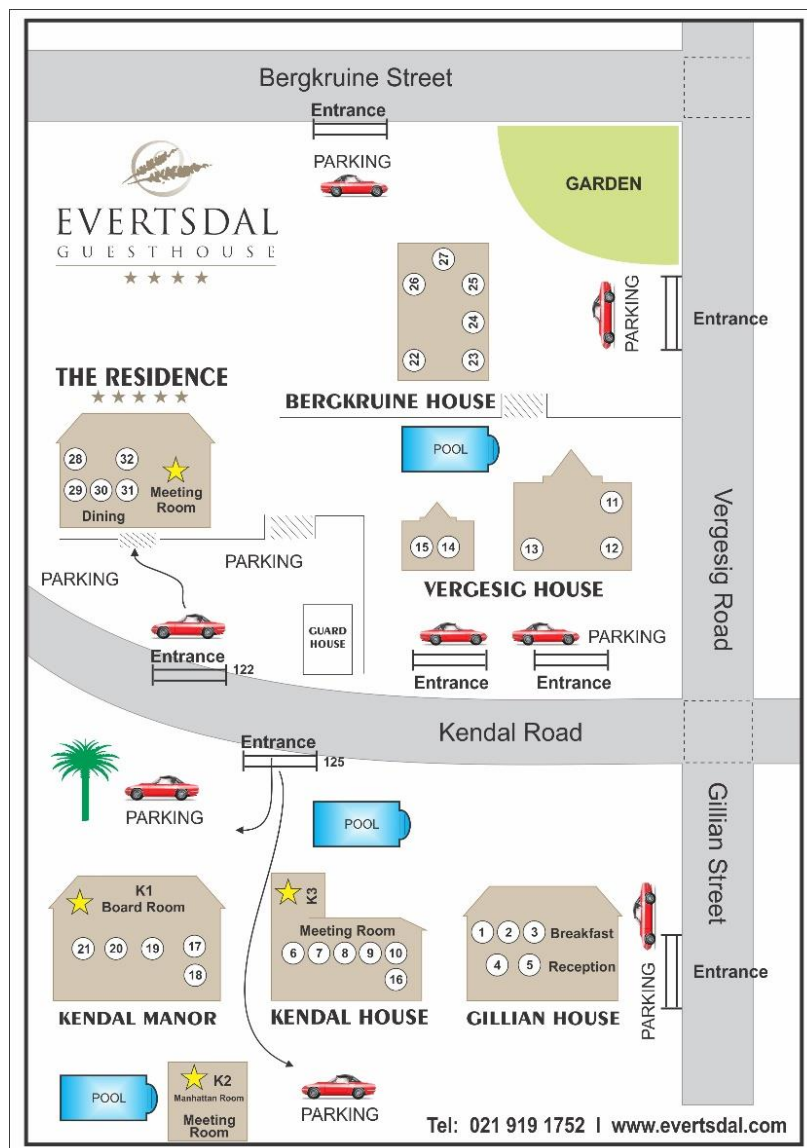 Bergkruine Street
Entrance
PARKING
GARDEN
EVERTSDAL
GUESTHOUSE
PARKING
Entrance
27
26
25
24
22
23
BERGKRUINE HOUSE
THE RESIDENCE
28
32
29
30
31
Meeting
Room
Dining
POOL
11
15
14
13
12
VERGESIG HOUSE
Vergesig Road
PARKING
PARKING
GUARD
HOUSE
Entrance
122
PARKING
Entrance
Entrance
Kendal Road
Entrance
125
PARKING
POOL
Gillian Street
K1
Board Room
21
20
19
17
18
KENDAL MANOR
K3
Meeting Room
6
7
8
9
10
16
KENDAL HOUSE
1
2
3
Breakfast
4
5
Reception
GILLIAN HOUSE
PARKING
Entrance
POOL
K2
Manhattan Room
Meeting
Room
PARKING
Tel: 021 919 1752 I www.evertsdal.com